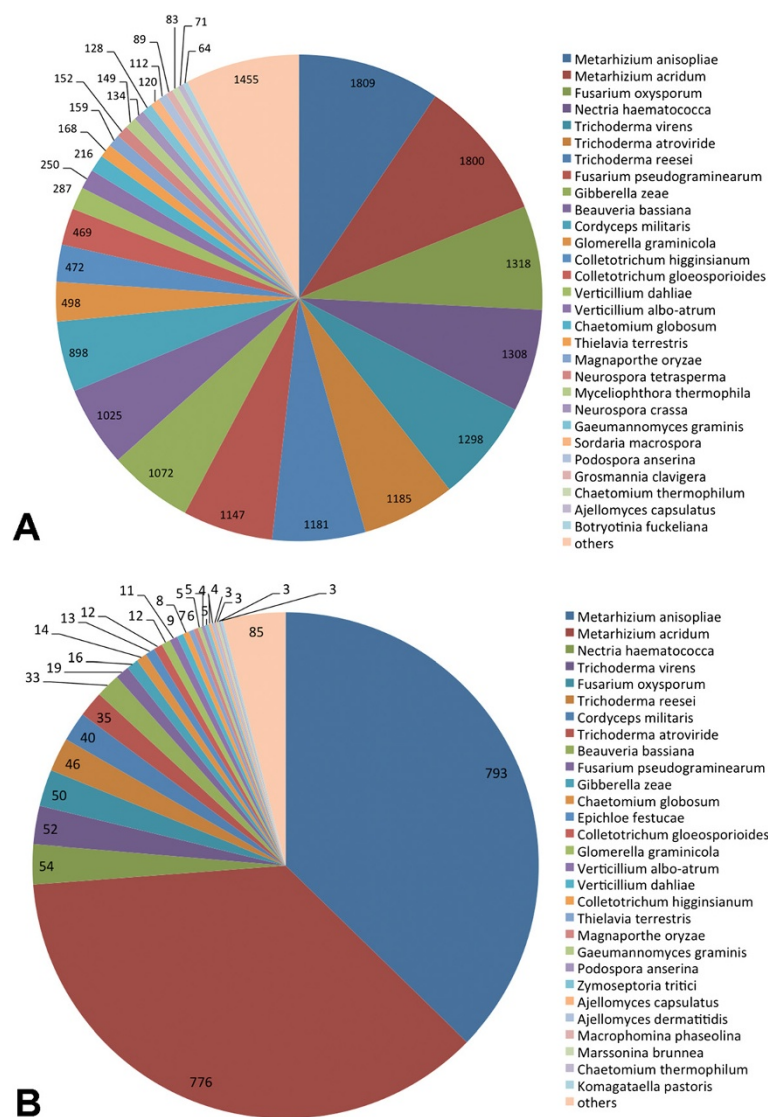 83
71
89
64
128
112
149
120
152
134
159
168
216
250
287
469
472
498
898
1025
1072
1147
1181
1185
1298
1308
1318
1800
1809
1455
Metarhizium anisopliae
Metarhizium acridum
Fusarium oxysporum
Nectria haematococca
Trichoderma virens
Trichoderma atroviride
Trichoderma reesei
Fusarium pseudograminearum
Gibberella zeae
Beauveria bassiana
Cordyceps militaris
Glomerella graminicola
Colletotrichum higginsianum
Colletotrichum gloeosporioides
Verticillium dahliae
Verticillium albo-atrum
Chaetomium globosum
Thielavia terrestris
Magnaporthe oryzae
Neurospora tetrasperma
Myceliophthora thermophila
Neurospora crassa
Gaeumannomyces graminis
Sordaria macrospora
Podospora anserina
Grosmannia clavigera
Chaetomium thermophilum
Ajellomyces capsulatus
Botryotinia fuckeliana
others
A
11
8
5
5
4
4
3
3
3
3
12
13
14
12
9
7
6
5
16
19
33
35
40
46
50
52
54
776
793
85
Metarhizium anisopliae
Metarhizium acridum
Nectria haematococca
Trichoderma virens
Fusarium oxysporum
Trichoderma reesei
Cordyceps militaris
Trichoderma atroviride
Beauveria bassiana
Fusarium pseudograminearum
Gibberella zeae
Chaetomium globosum
Epichloe festucae
Colletotrichum gloeosporioides
Glomerella graminicola
Verticillium albo-atrum
Verticillium dahliae
Colletotrichum higginsianum
Thielavia terrestris
Magnaporthe oryzae
Gaeumannomyces graminis
Podospora anserina
Zymoseptoria tritici
Ajellomyces capsulatus
Ajellomyces dermatitidis
Macrophomina phaseolina
Marssonina brunnea
Chaetomium thermophilum
Komagataella pastoris
others
B